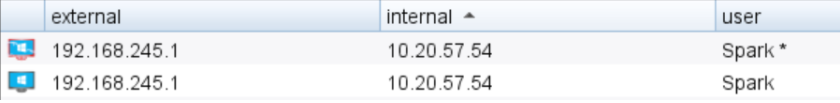 external internal user
192.168.245.1 10.20.57.54 Spark *
192.168.245.1 10.20.57.54 Spark